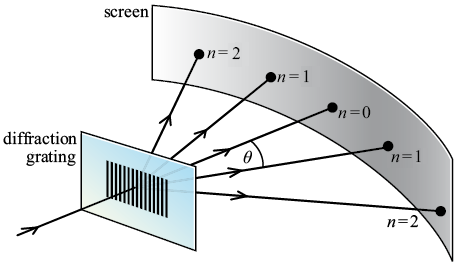 screen
n=2
n=1
n=0
diffraction
grating
θ
n=1
n=2